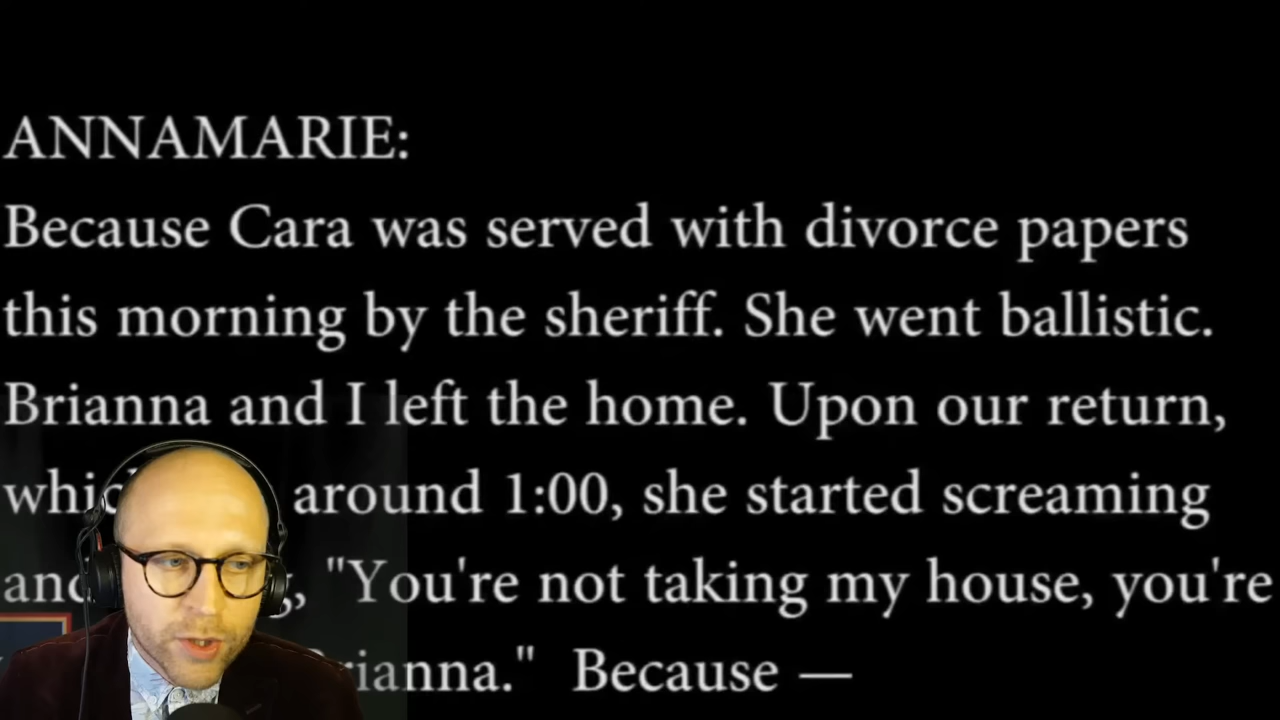 ANNAMARIE:
Because Cara was served with divorce papers
this morning by the sheriff. She went ballistic.
Brianna and I left the home. Upon our return,
around 1:00, she started screaming
"You're not taking my house, you're
Because —